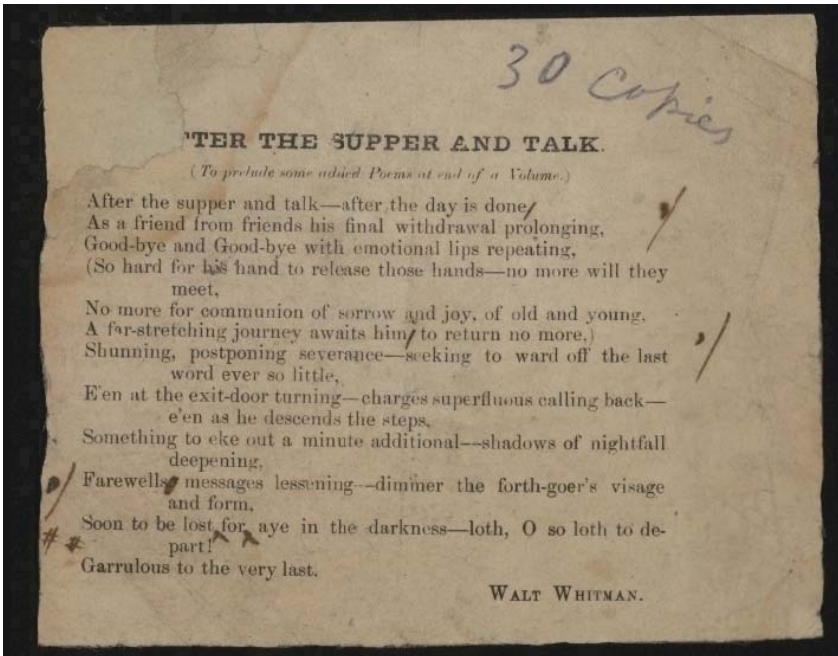 30 copies
TER THE SUPPER AND TALK.
(To prelude some added Poems at end of a Volume.)
After the supper and talk—after the day is done/
As a friend from friends his final withdrawal prolonging,
Good-bye and Good-bye with emotional lips repeating,
(So hard for his hand to release those hands—no more will they
meet,
No more for communion of sorrow and joy, of old and young,
A far-stretching journey awaits him/ to return no more,)
Shunning, postponing severance—seeking to ward off the last
word ever so little,
E'en at the exit-door turning—charges superfluous calling back—
e'en as he descends the steps,
Something to eke out a minute additional—shadows of nightfall
deepening,
Farewells, messages lessening—dimmer the forth-goer's visage
and form,
Soon to be lost for aye in the darkness—loth, O so loth to de-
part!
Garrulous to the very last.
WALT WHITMAN.
,/
,/
,/
# #